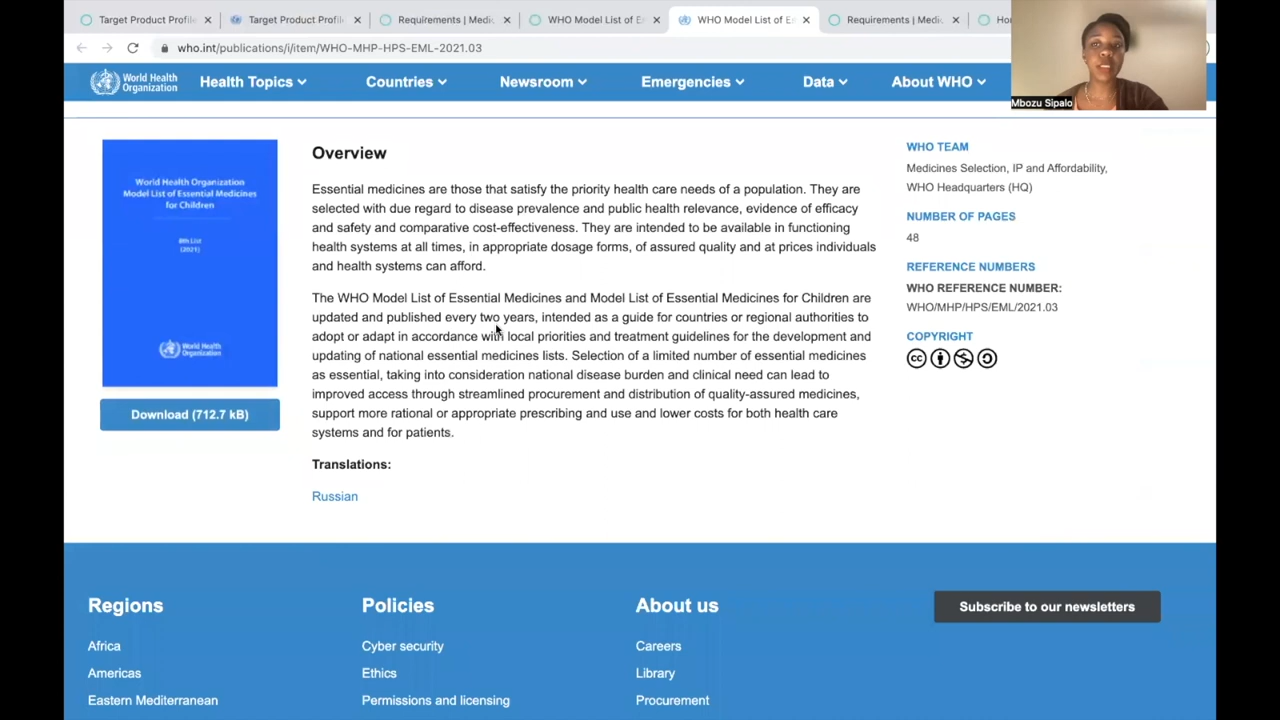 Target Product Profil
Target Product Profil
Requirements | Medic
WHO Model List of E
WHO Model List of E
Requirements | Medic
Ho
who.int/publications/i/item/WHO-MHP-HPS-EML-2021.03
World Health
Organization
Health Topics
Countries
Newsroom
Emergencies
Data
About WHO
Mbozu Sipalo
World Health Organization
Model List of Essential Medicines
for Children
8th List
(2021)
World Health
Organization
Download (712.7 kB)
Overview
Essential medicines are those that satisfy the priority health care needs of a population. They are
selected with due regard to disease prevalence and public health relevance, evidence of efficacy
and safety and comparative cost-effectiveness. They are intended to be available in functioning
health systems at all times, in appropriate dosage forms, of assured quality and at prices individuals
and health systems can afford.
The WHO Model List of Essential Medicines and Model List of Essential Medicines for Children are
updated and published every two years, intended as a guide for countries or regional authorities to
adopt or adapt in accordance with local priorities and treatment guidelines for the development and
updating of national essential medicines lists. Selection of a limited number of essential medicines
as essential, taking into consideration national disease burden and clinical need can lead to
improved access through streamlined procurement and distribution of quality-assured medicines,
support more rational or appropriate prescribing and use and lower costs for both health care
systems and for patients.
Translations:
Russian
WHO TEAM
Medicines Selection, IP and Affordability,
WHO Headquarters (HQ)
NUMBER OF PAGES
48
REFERENCE NUMBERS
WHO REFERENCE NUMBER:
WHO/MHP/HPS/EML/2021.03
COPYRIGHT
cc
Regions
Africa
Americas
Eastern Mediterranean
Policies
Cyber security
Ethics
Permissions and licensing
About us
Careers
Library
Procurement
Subscribe to our newsletters